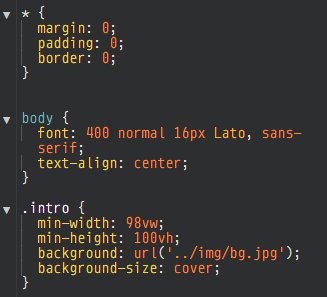 * {
margin: 0;
padding: 0;
border: 0;
}
body {
font: 400 normal 16px Lato, sans-
serif;
text-align: center;
}
.intro {
min-width: 98vw;
min-height: 100vh;
background: url('../img/bg.jpg');
background-size: cover;
}